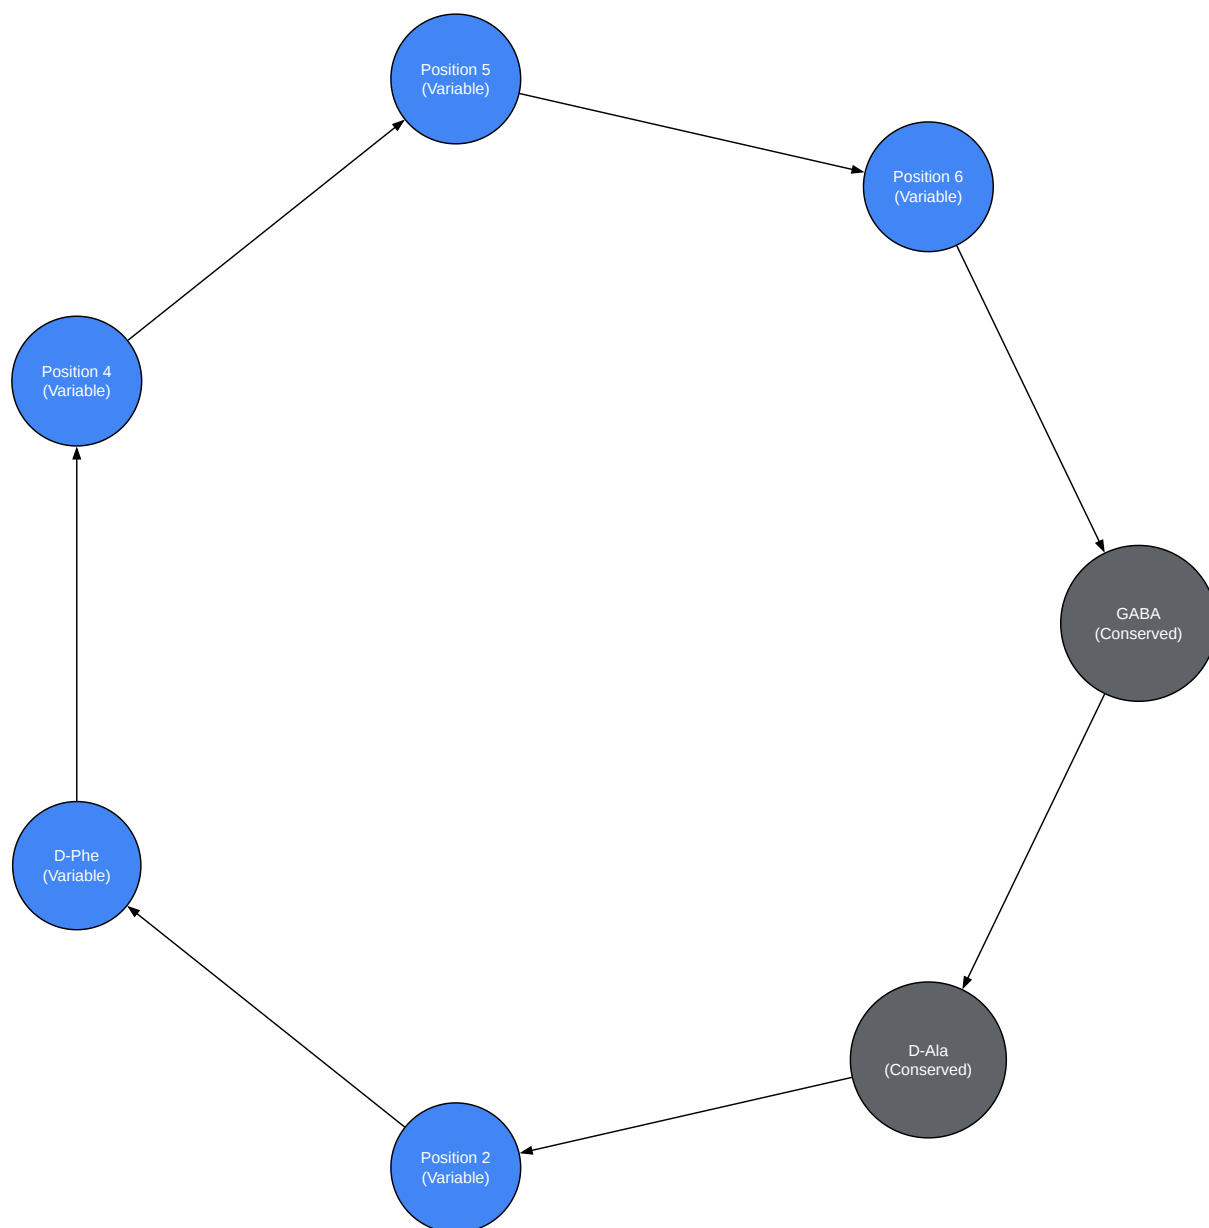 Position 5
(Variable)
Position 6
(Variable)
Position 4
(Variable)
GABA
(Conserved)
D-Phe
(Variable)
D-Ala
(Conserved)
Position 2
(Variable)